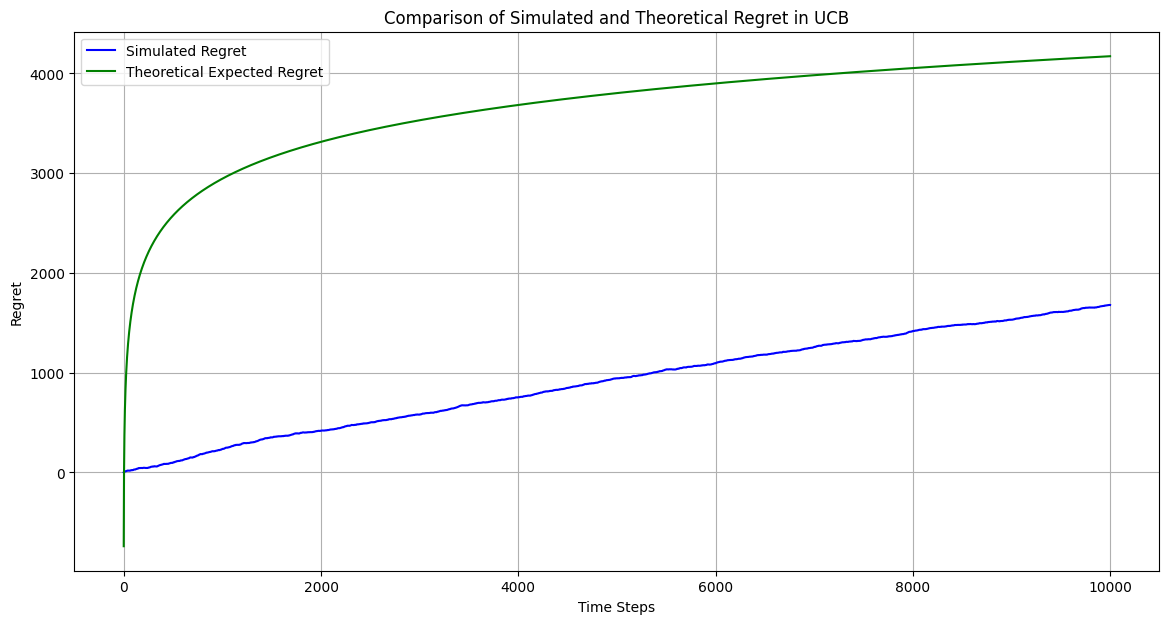 Comparison of Simulated and Theoretical Regret in UCB
Simulated Regret
Theoretical Expected Regret
4000
3000
2000
1000
0
Regret
0 2000 4000 6000 8000 10000
Time Steps